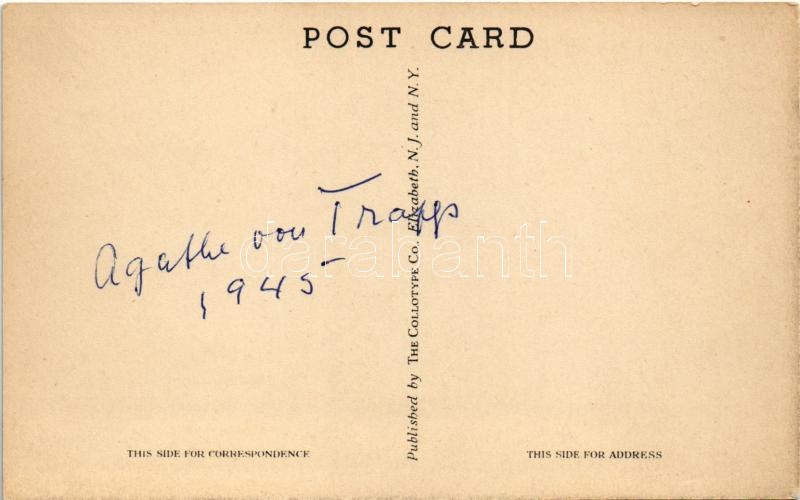 POST CARD
Agathe von Trapp
1945
Published by THE COLLOTYPE CO., Elizabeth, N. J. and N. Y.
THIS SIDE FOR CORRESPONDENCE
THIS SIDE FOR ADDRESS
darabanth